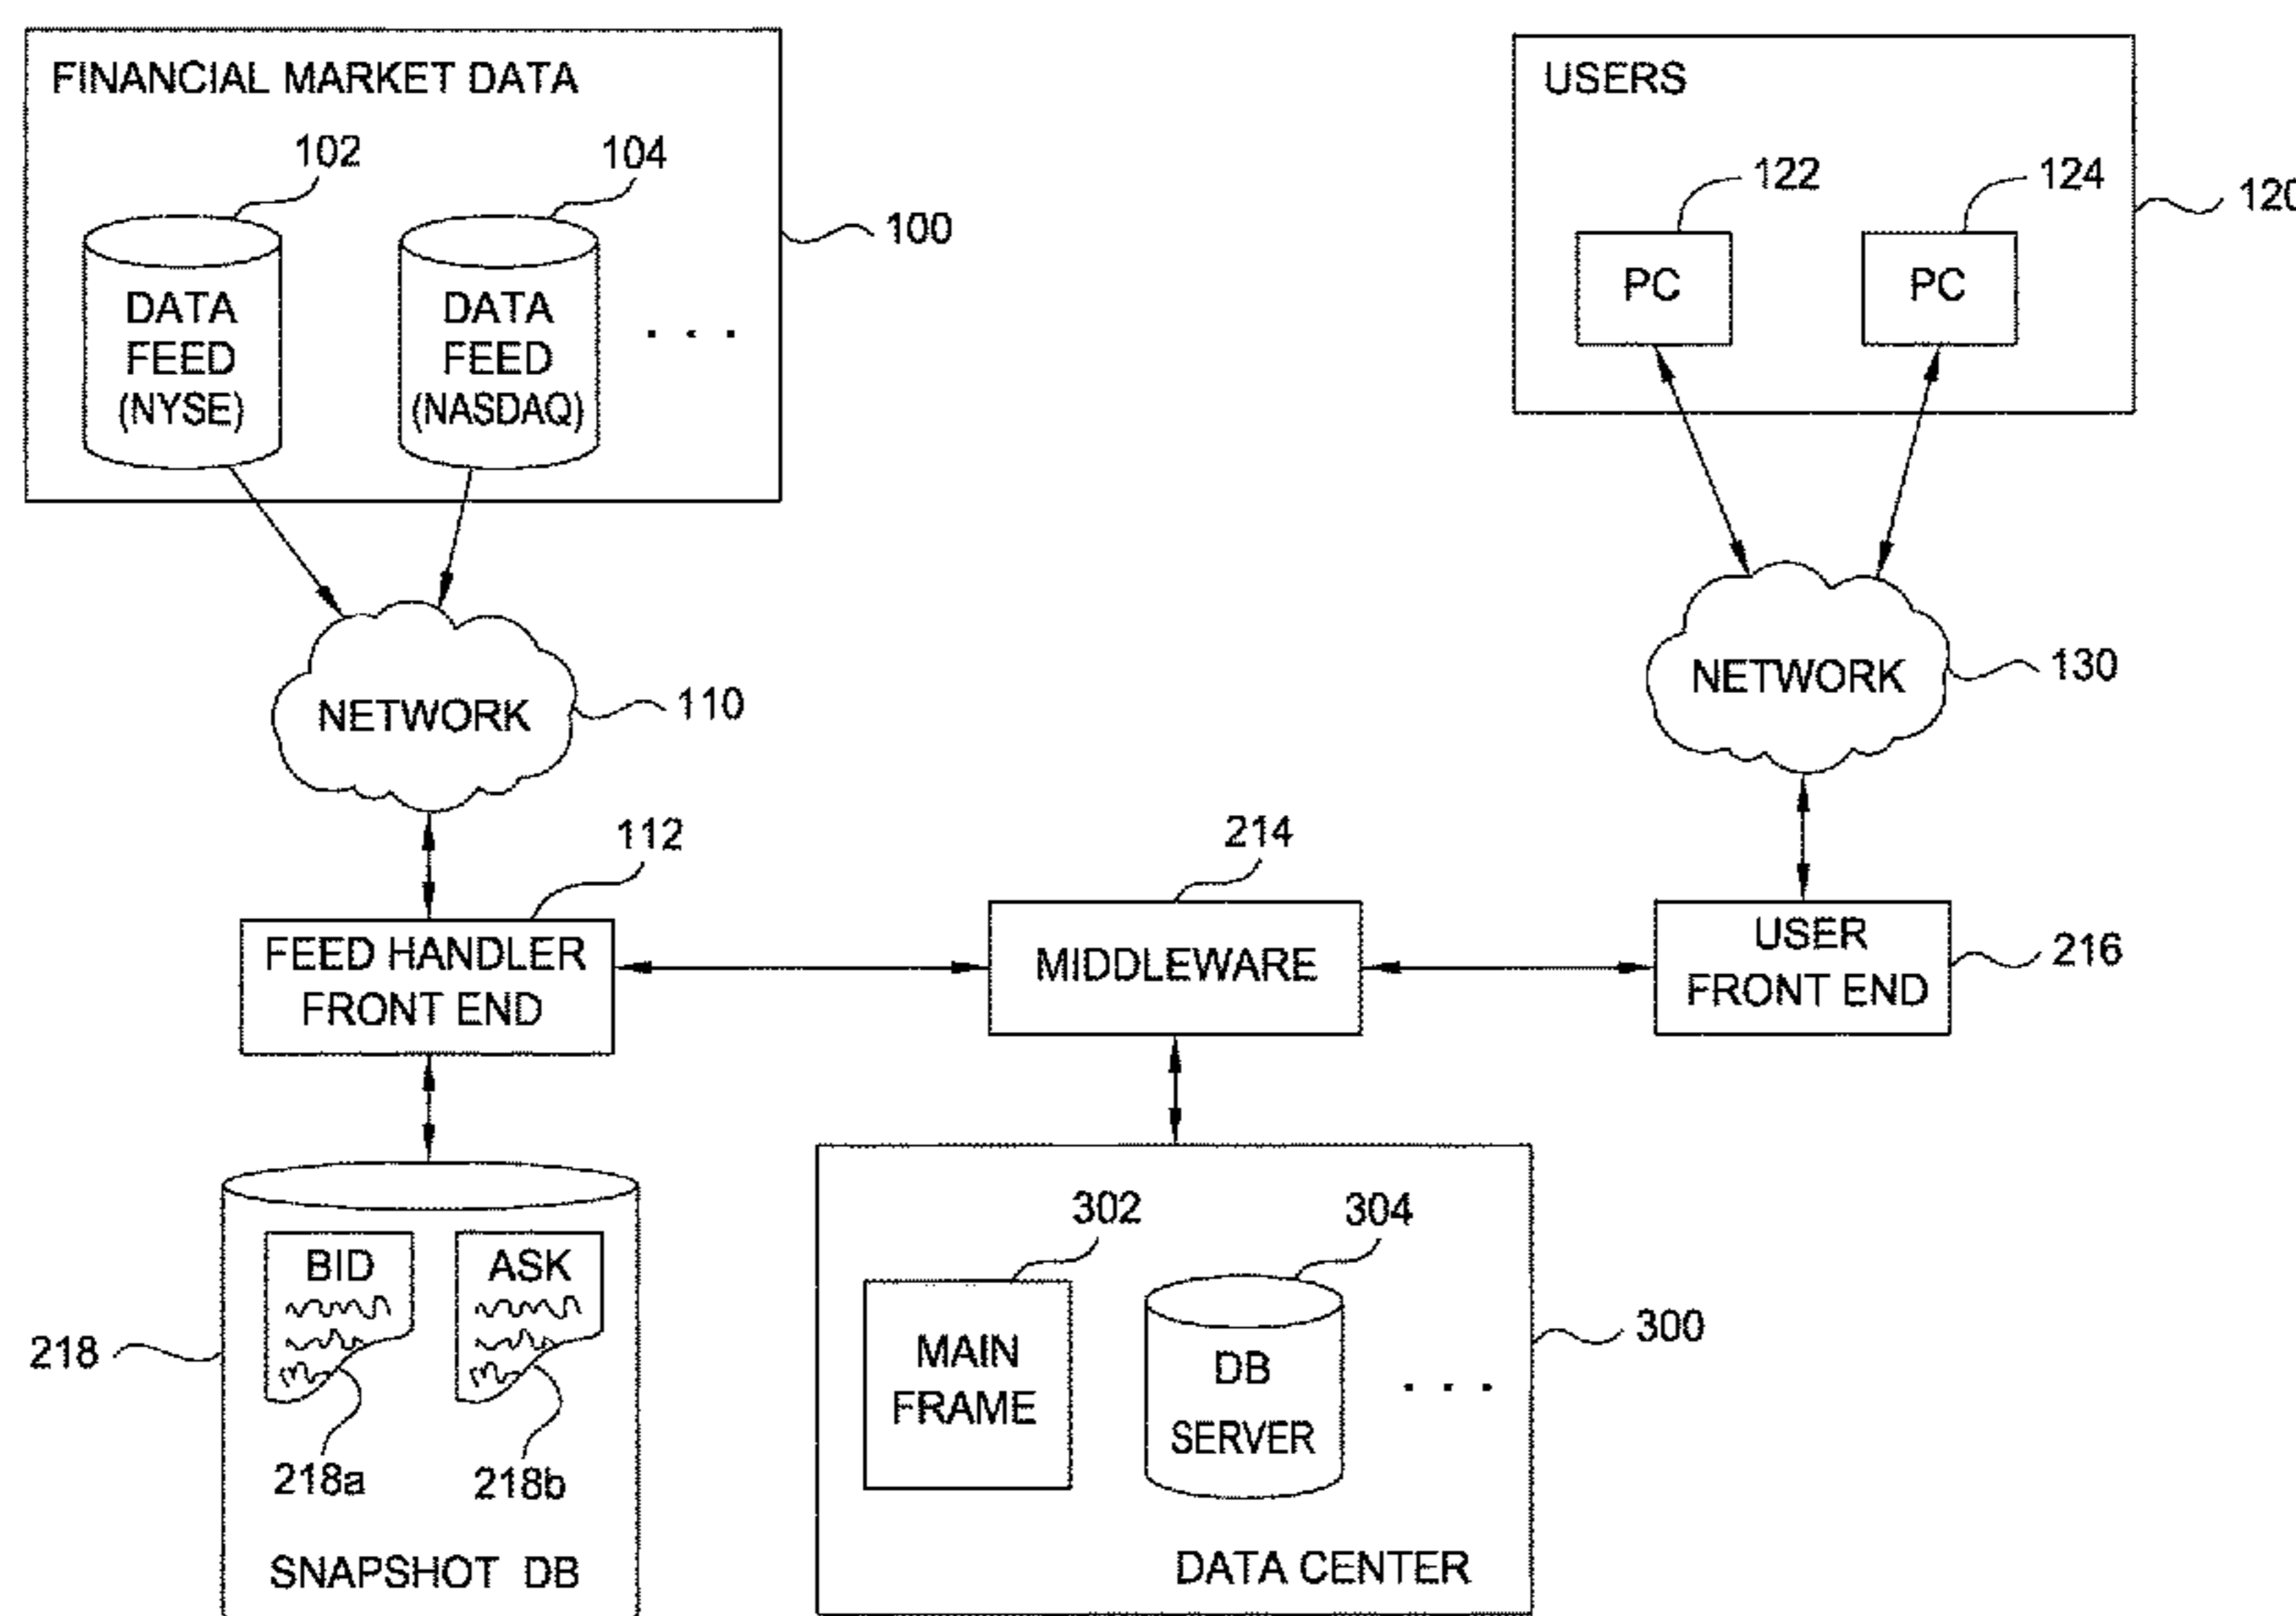 FINANCIAL MARKET DATA
102
104
100
DATA
FEED
(NYSE)
DATA
FEED
(NASDAQ)
. . .
USERS
122
124
120
PC
PC
NETWORK
110
NETWORK
130
112
214
FEED HANDLER
FRONT END
MIDDLEWARE
USER
FRONT END
216
BID
ASK
218
218a
218b
SNAPSHOT DB
302
304
300
MAIN
FRAME
DB
SERVER
. . .
DATA CENTER